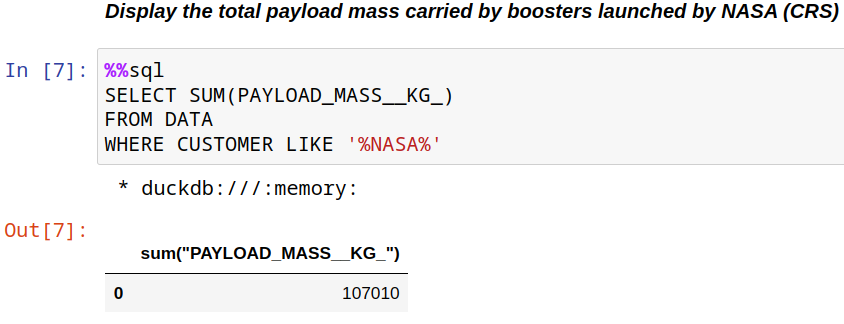 Display the total payload mass carried by boosters launched by NASA (CRS)
In [7]: %%sql
SELECT SUM(PAYLOAD_MASS__KG_)
FROM DATA
WHERE CUSTOMER LIKE '%NASA%'
* duckdb:///:memory:
Out[7]:
sum("PAYLOAD_MASS__KG_")
0 107010